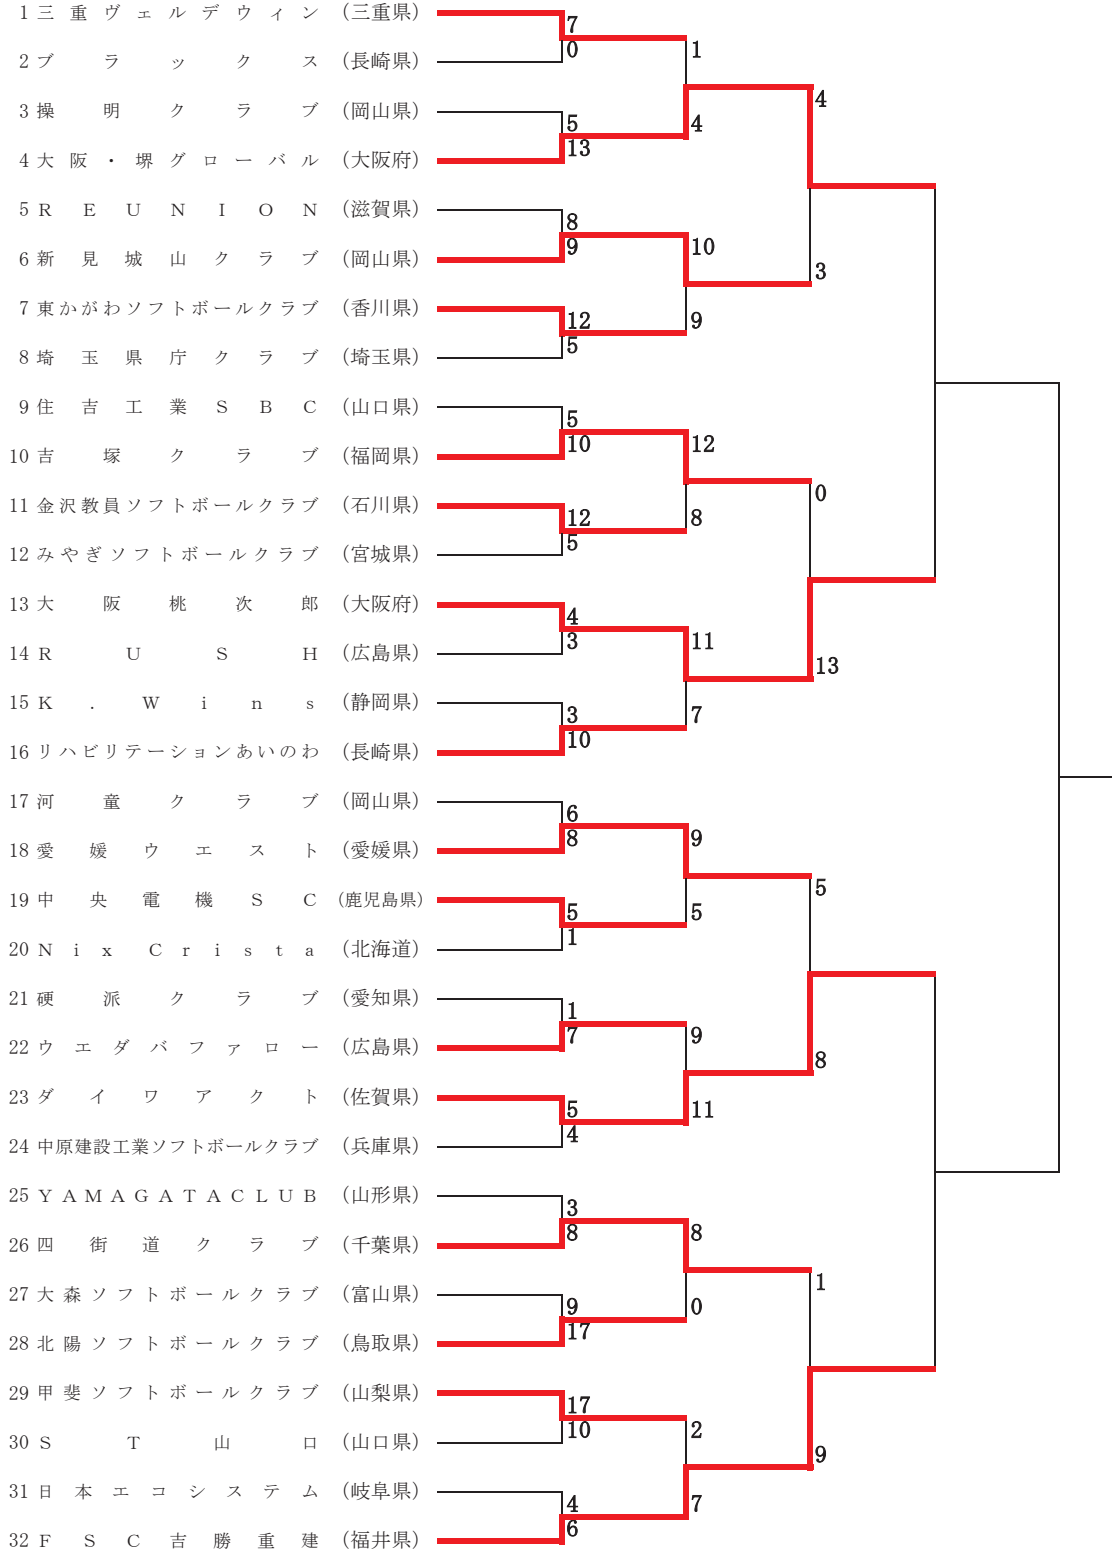 1 三重ヴェルデウィン (三重県)
7
0
2 ブラックス (長崎県)
1
3 操明クラブ (岡山県)
5
13
4
4 大阪・堺グローバル (大阪府)
4
5 REUNION (滋賀県)
8
9
6 新見城山クラブ (岡山県)
10
3
7 東かがわソフトボールクラブ (香川県)
12
5
9
8 埼玉県庁クラブ (埼玉県)
9 住吉工業SBC (山口県)
5
10
10 吉塚クラブ (福岡県)
12
0
11 金沢教員ソフトボールクラブ (石川県)
12
5
8
12 みやぎソフトボールクラブ (宮城県)
13 大阪桃次郎 (大阪府)
4
3
14 RUSH (広島県)
11
13
15 K.Wins (静岡県)
3
10
7
16 リハビリテーションあいのわ (長崎県)
17 河童クラブ (岡山県)
6
8
18 愛媛ウエスト (愛媛県)
9
5
19 中央電機SC (鹿児島県)
5
1
5
20 Nix Crista (北海道)
21 硬派クラブ (愛知県)
1
7
22 ウエダバファロー (広島県)
9
8
23 ダイワアクト (佐賀県)
5
4
11
24 中原建設工業ソフトボールクラブ (兵庫県)
25 YAMAGATACLUB (山形県)
3
8
26 四街道クラブ (千葉県)
8
1
27 大森ソフトボールクラブ (富山県)
9
17
0
28 北陽ソフトボールクラブ (鳥取県)
29 甲斐ソフトボールクラブ (山梨県)
17
10
30 ST山口 (山口県)
2
9
31 日本エコシステム (岐阜県)
4
6
7
32 FSC吉勝重建 (福井県)